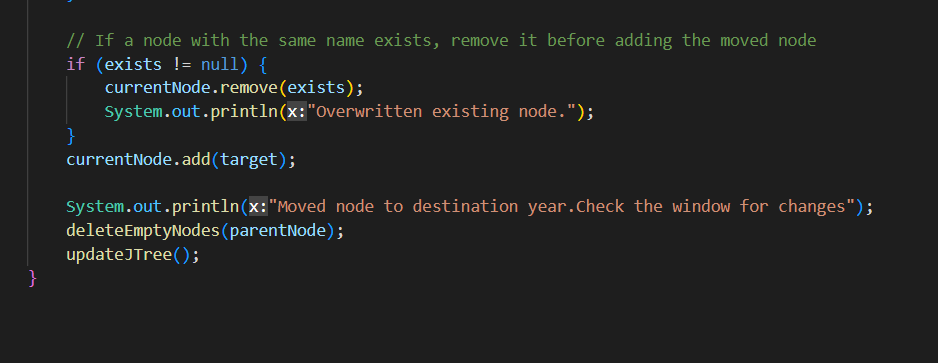 // If a node with the same name exists, remove it before adding the moved node
if (exists != null) {
currentNode.remove(exists);
System.out.println(x:"Overwritten existing node.");
}
currentNode.add(target);
System.out.println(x:"Moved node to destination year.Check the window for changes");
deleteEmptyNodes(parentNode);
updateJTree();
}